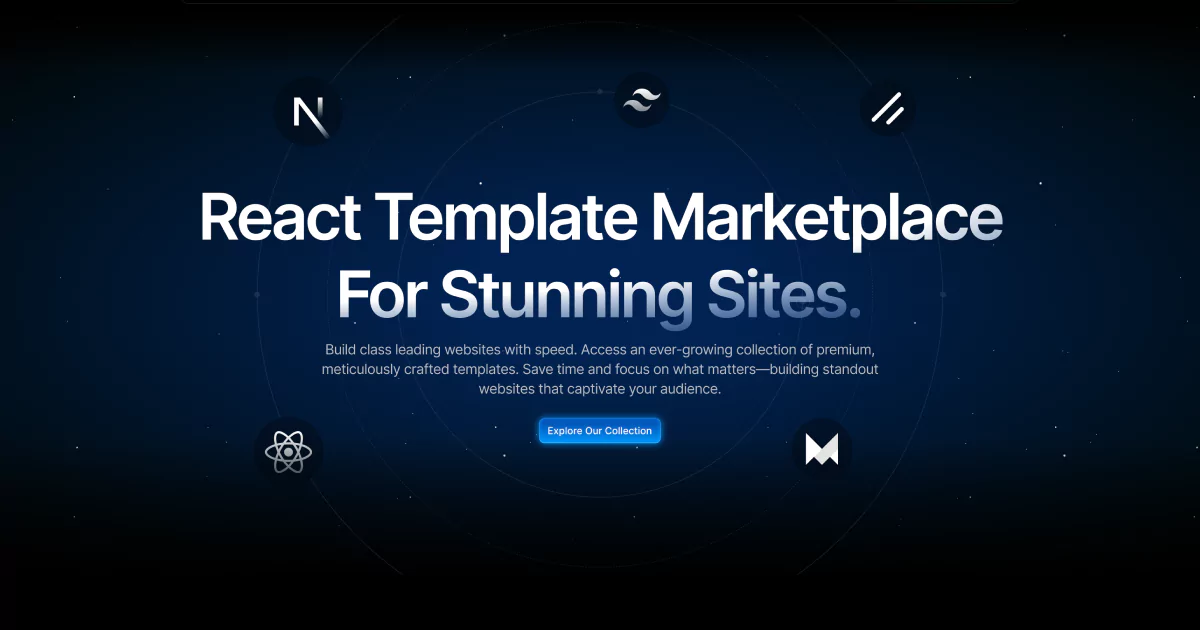 React Template Marketplace
For Stunning Sites.
Build class leading websites with speed. Access an ever-growing collection of premium,
meticulously crafted templates. Save time and focus on what matters—building standout
websites that captivate your audience.
Explore Our Collection